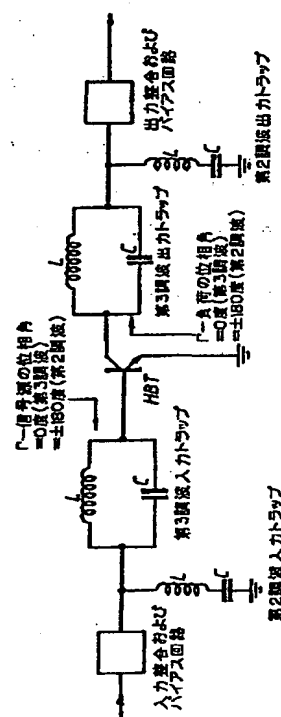 入力整合および
バイアス回路
L
C
第2調波入力トラップ
L
C
第3調波入力トラップ
Γ—信号源の位相角
=0度(第3調波)
=±180度(第2調波)
HBT
L
C
第3調波出力トラップ
Γ—負荷の位相角
=0度(第3調波)
=±180度(第2調波)
L
C
第2調波出力トラップ
出力整合および
バイアス回路